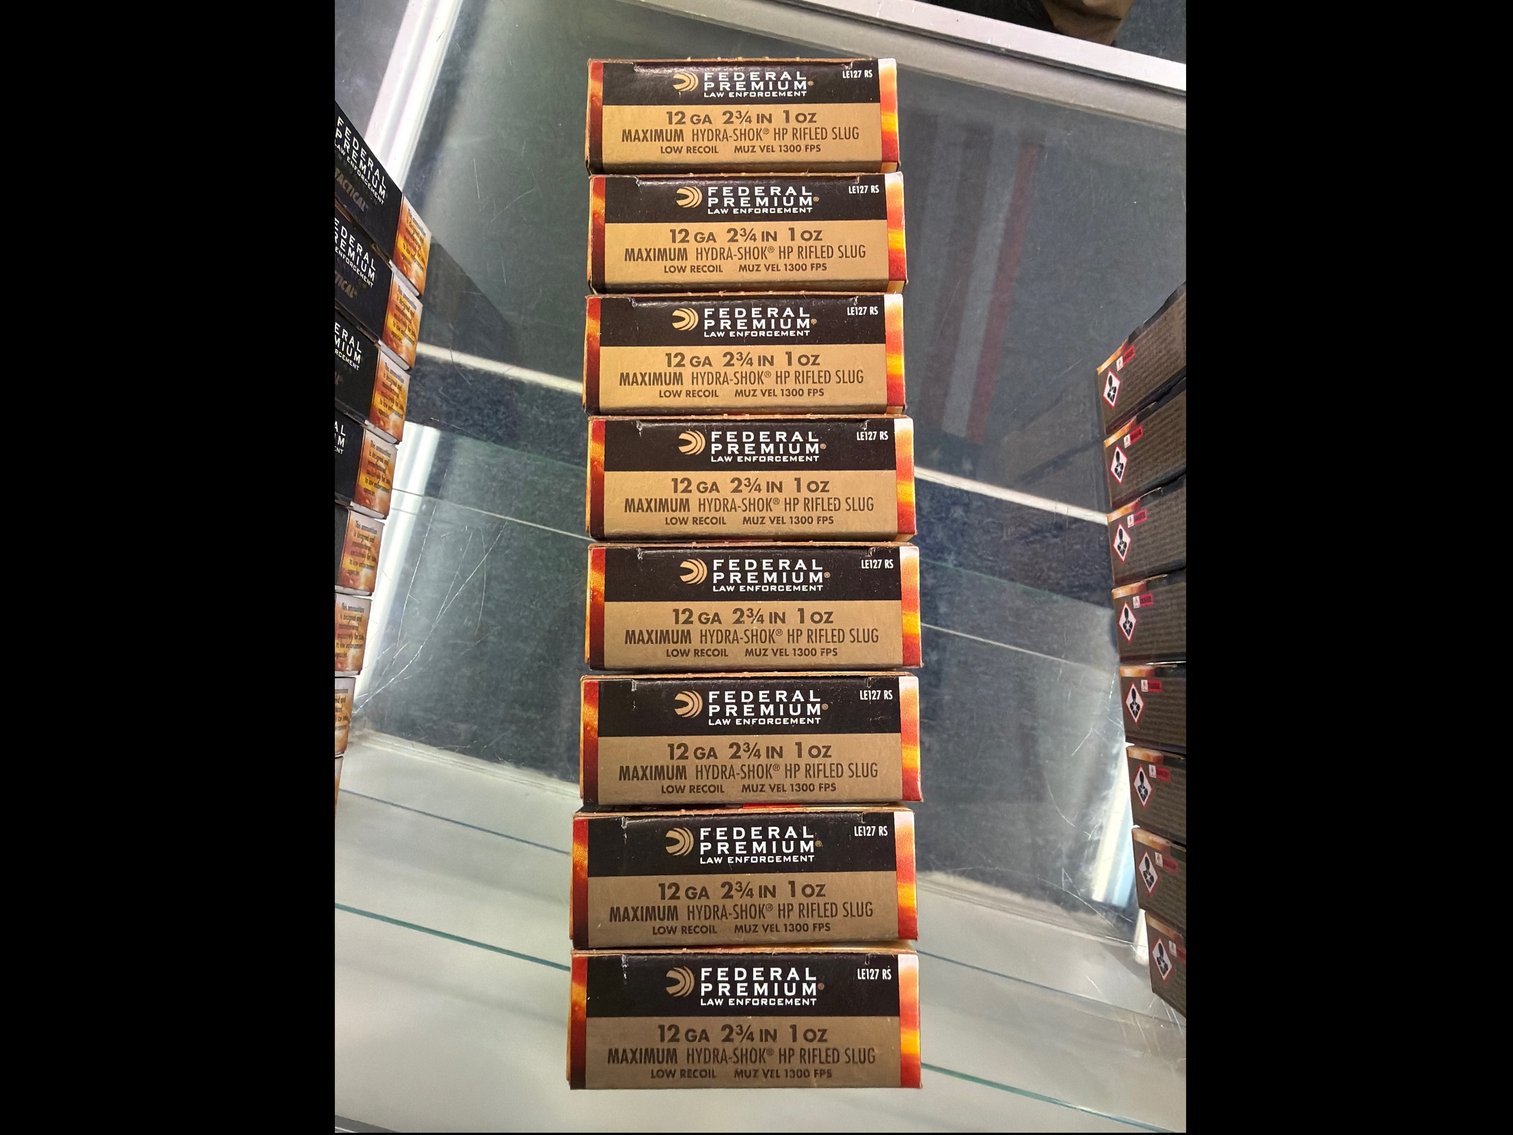 FEDERAL
PREMIUM®
LAW ENFORCEMENT
LE127 RS
12 GA 2¾ IN 1 OZ
MAXIMUM HYDRA-SHOK® HP RIFLED SLUG
LOW RECOIL MUZ VEL 1300 FPS
FEDERAL
PREMIUM®
LAW ENFORCEMENT
LE127 RS
12 GA 2¾ IN 1 OZ
MAXIMUM HYDRA-SHOK® HP RIFLED SLUG
LOW RECOIL MUZ VEL 1300 FPS
FEDERAL
PREMIUM®
LAW ENFORCEMENT
LE127 RS
12 GA 2¾ IN 1 OZ
MAXIMUM HYDRA-SHOK® HP RIFLED SLUG
LOW RECOIL MUZ VEL 1300 FPS
FEDERAL
PREMIUM®
LAW ENFORCEMENT
LE127 RS
12 GA 2¾ IN 1 OZ
MAXIMUM HYDRA-SHOK® HP RIFLED SLUG
LOW RECOIL MUZ VEL 1300 FPS
FEDERAL
PREMIUM®
LAW ENFORCEMENT
LE127 RS
12 GA 2¾ IN 1 OZ
MAXIMUM HYDRA-SHOK® HP RIFLED SLUG
LOW RECOIL MUZ VEL 1300 FPS
FEDERAL
PREMIUM®
LAW ENFORCEMENT
LE127 RS
12 GA 2¾ IN 1 OZ
MAXIMUM HYDRA-SHOK® HP RIFLED SLUG
LOW RECOIL MUZ VEL 1300 FPS
FEDERAL
PREMIUM®
LAW ENFORCEMENT
LE127 RS
12 GA 2¾ IN 1 OZ
MAXIMUM HYDRA-SHOK® HP RIFLED SLUG
LOW RECOIL MUZ VEL 1300 FPS
FEDERAL
PREMIUM®
LAW ENFORCEMENT
LE127 RS
12 GA 2¾ IN 1 OZ
MAXIMUM HYDRA-SHOK® HP RIFLED SLUG
LOW RECOIL MUZ VEL 1300 FPS
FEDERAL
PREMIUM
LAW ENFORCEMENT
TACTICAL